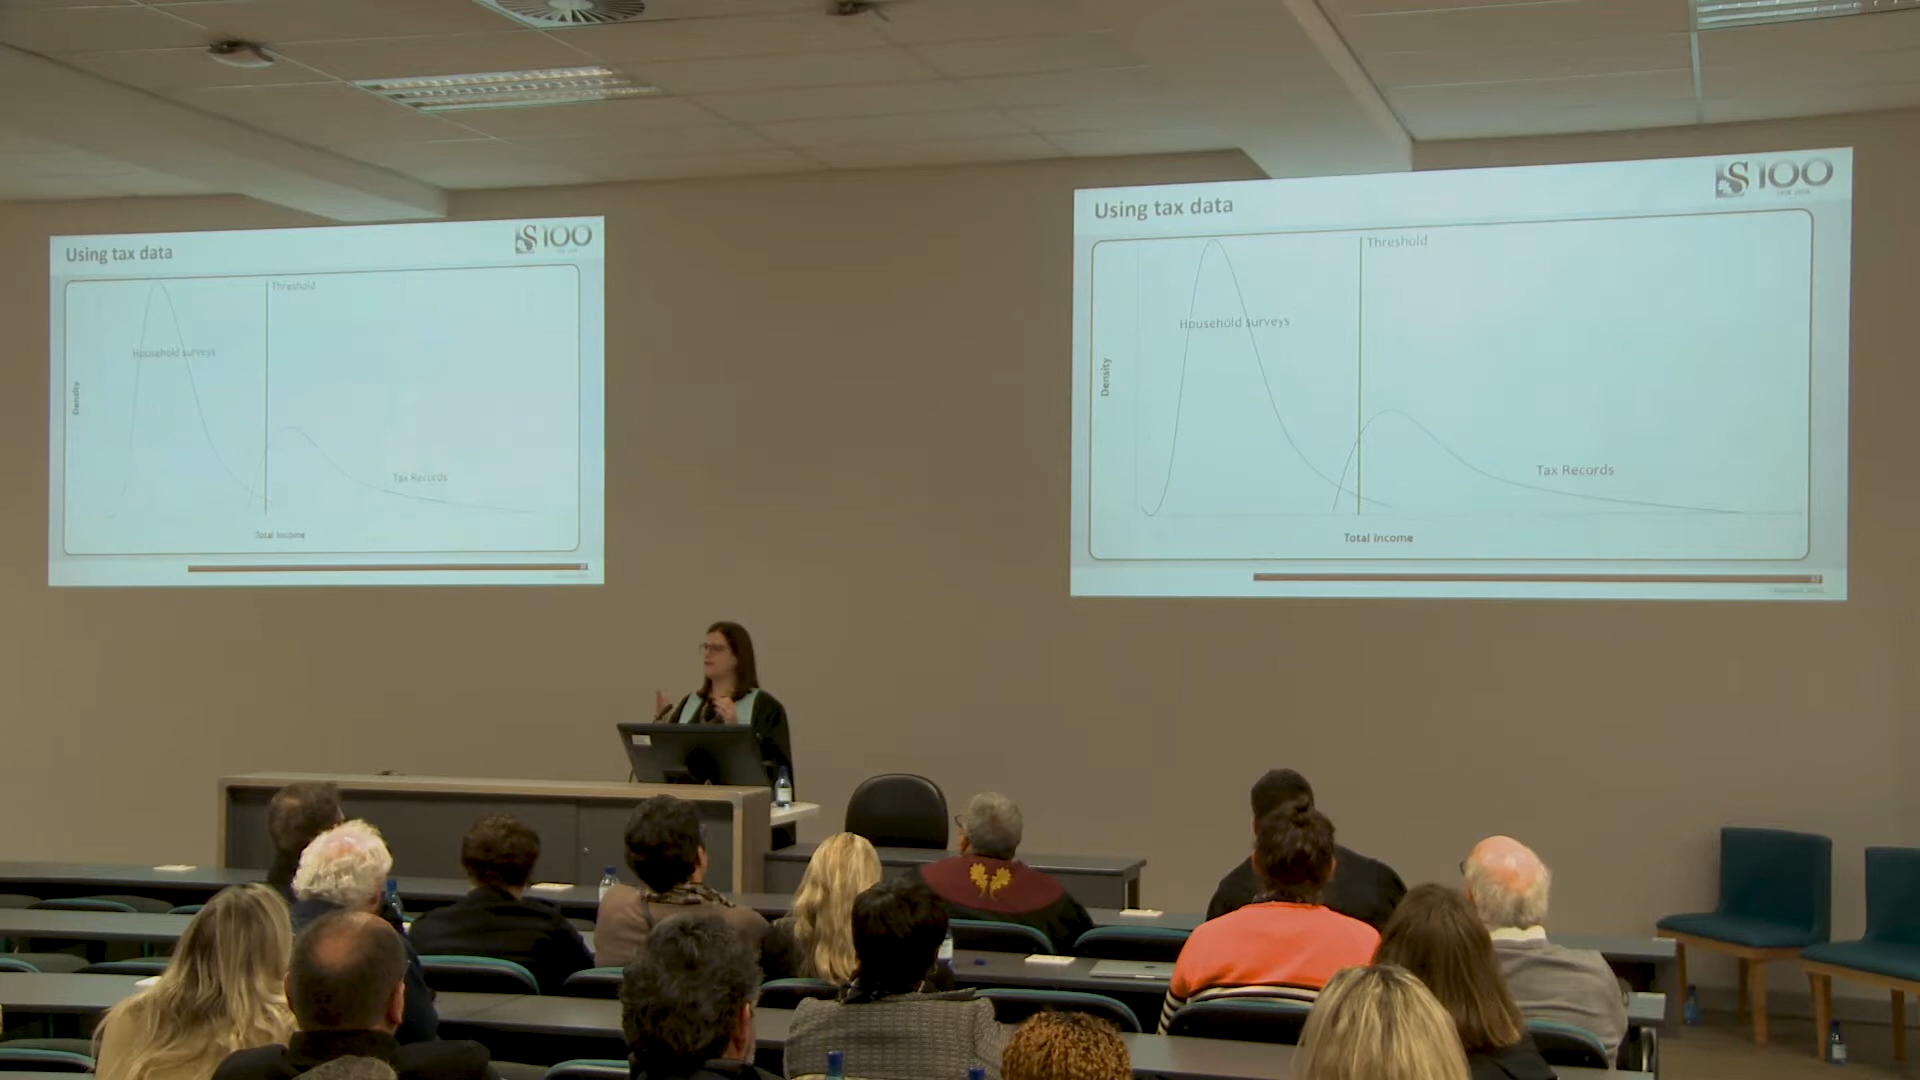 Using tax data
S100
Threshold
Household surveys
Density
Tax Records
Total Income
Using tax data
S100
Threshold
Household surveys
Density
Tax Records
Total Income